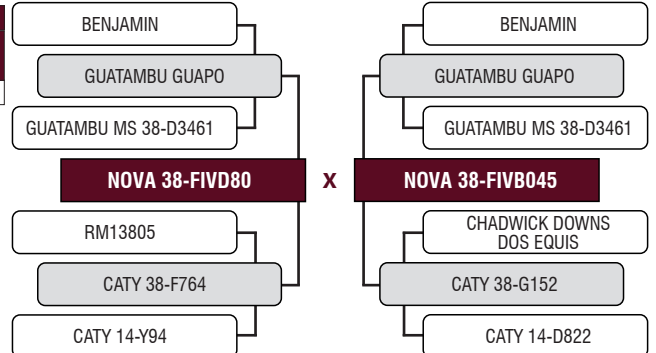 BENJAMIN
GUATAMBU GUAPO
GUATAMBU MS 38-D3461
NOVA 38-FIVD80
RM13805
CATY 38-F764
CATY 14-Y94
X
BENJAMIN
GUATAMBU GUAPO
GUATAMBU MS 38-D3461
NOVA 38-FIVB045
CHADWICK DOWNS
DOS EQUIS
CATY 38-G152
CATY 14-D822